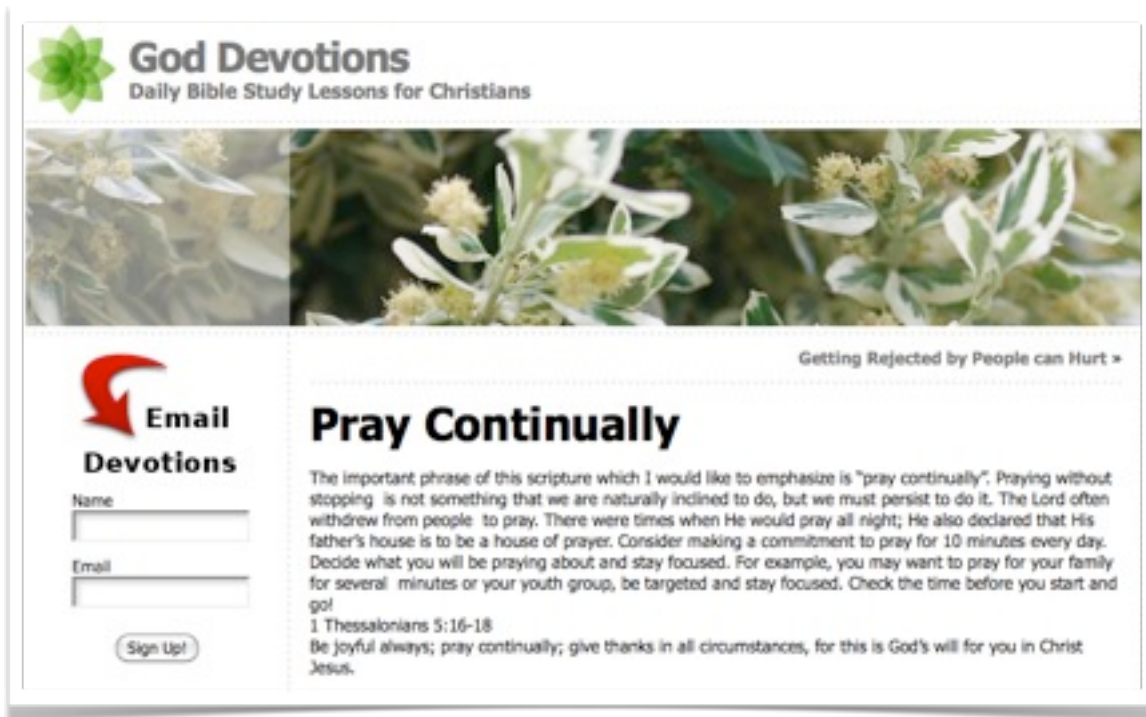 God Devotions
Daily Bible Study Lessons for Christians
Getting Rejected by People can Hurt »
Email
Devotions
Name
Email
Sign Up!
Pray Continually
The important phrase of this scripture which I would like to emphasize is “pray continually”. Praying without
stopping is not something that we are naturally inclined to do, but we must persist to do it. The Lord often
withdrew from people to pray. There were times when He would pray all night; He also declared that His
father’s house is to be a house of prayer. Consider making a commitment to pray for 10 minutes every day.
Decide what you will be praying about and stay focused. For example, you may want to pray for your family
for several minutes or your youth group, be targeted and stay focused. Check the time before you start and
go!
1 Thessalonians 5:16-18
Be joyful always; pray continually; give thanks in all circumstances, for this is God’s will for you in Christ
Jesus.